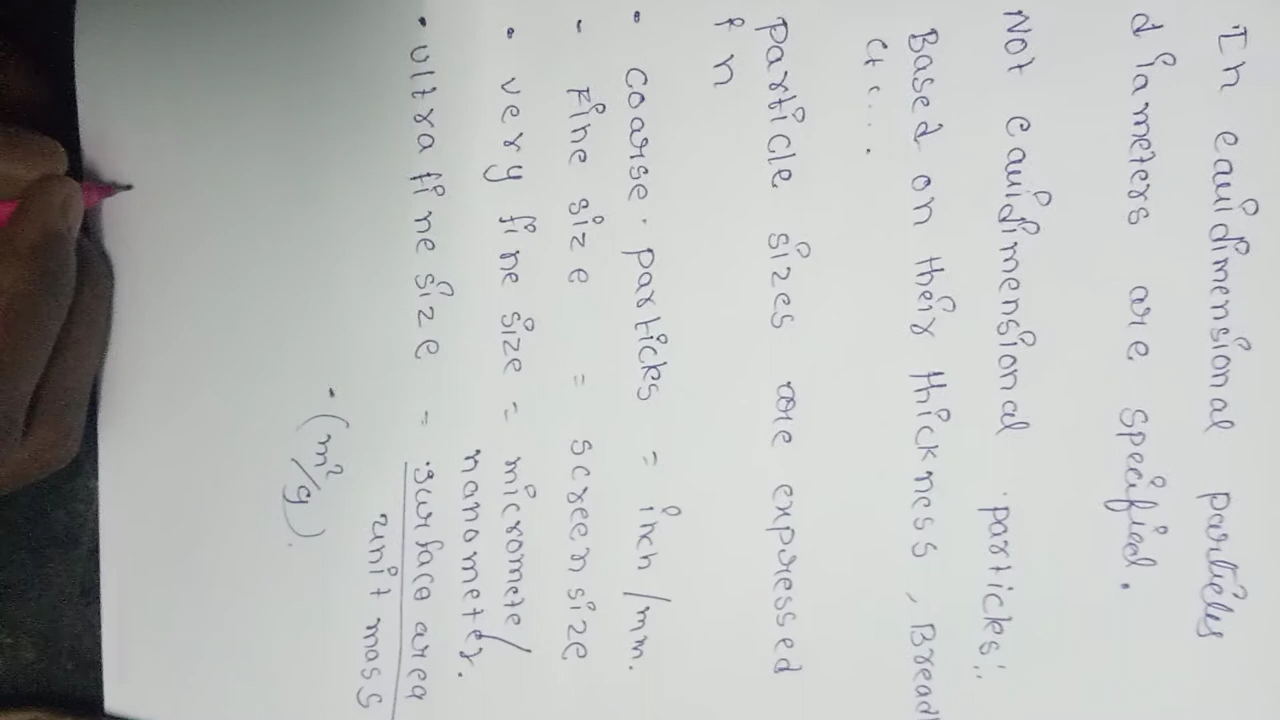 In equidimensional particles
diameters are specified.
Not equidimensional particles:
Based on their thickness, Bread
ct....
particle sizes are expressed
in
• coarse particles = inch/mm.
- Fine size = screen size
• very fine size = micromete/
nanometer.
• ultra fine size = surface area
unit mass
• (m²/g).